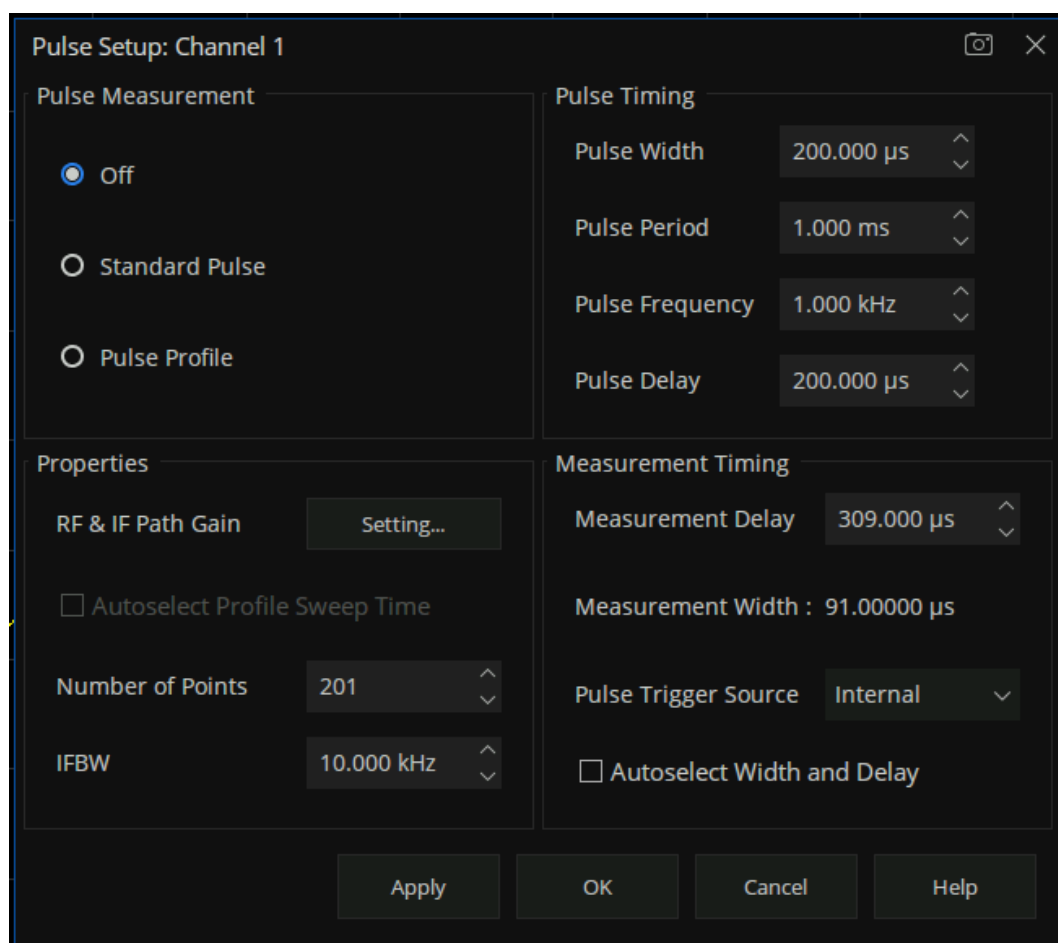 Pulse Setup: Channel 1
Pulse Measurement
Off
Standard Pulse
Pulse Profile
Pulse Timing
Pulse Width 200.000 µs
Pulse Period 1.000 ms
Pulse Frequency 1.000 kHz
Pulse Delay 200.000 µs
Properties
RF & IF Path Gain Setting...
Autoselect Profile Sweep Time
Number of Points 201
IFBW 10.000 kHz
Measurement Timing
Measurement Delay 309.000 µs
Measurement Width : 91.00000 µs
Pulse Trigger Source Internal
Autoselect Width and Delay
Apply OK Cancel Help